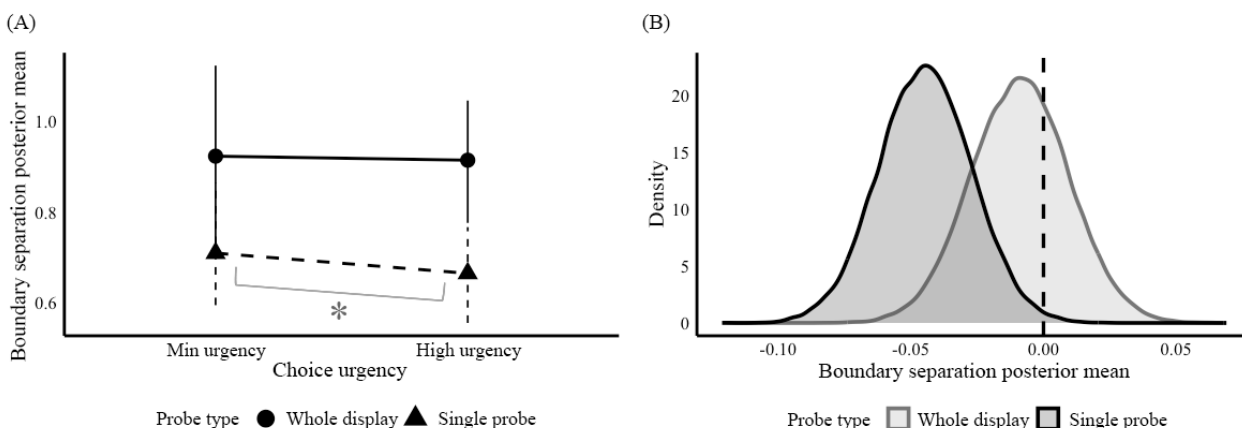 (A)
Boundary separation posterior mean
1.0
0.8
0.6
*
Min urgency High urgency
Choice urgency
Probe type Whole display Single probe
(B)
Density
20
15
10
5
0
-0.10 -0.05 0.00 0.05
Boundary separation posterior mean
Probe type Whole display Single probe